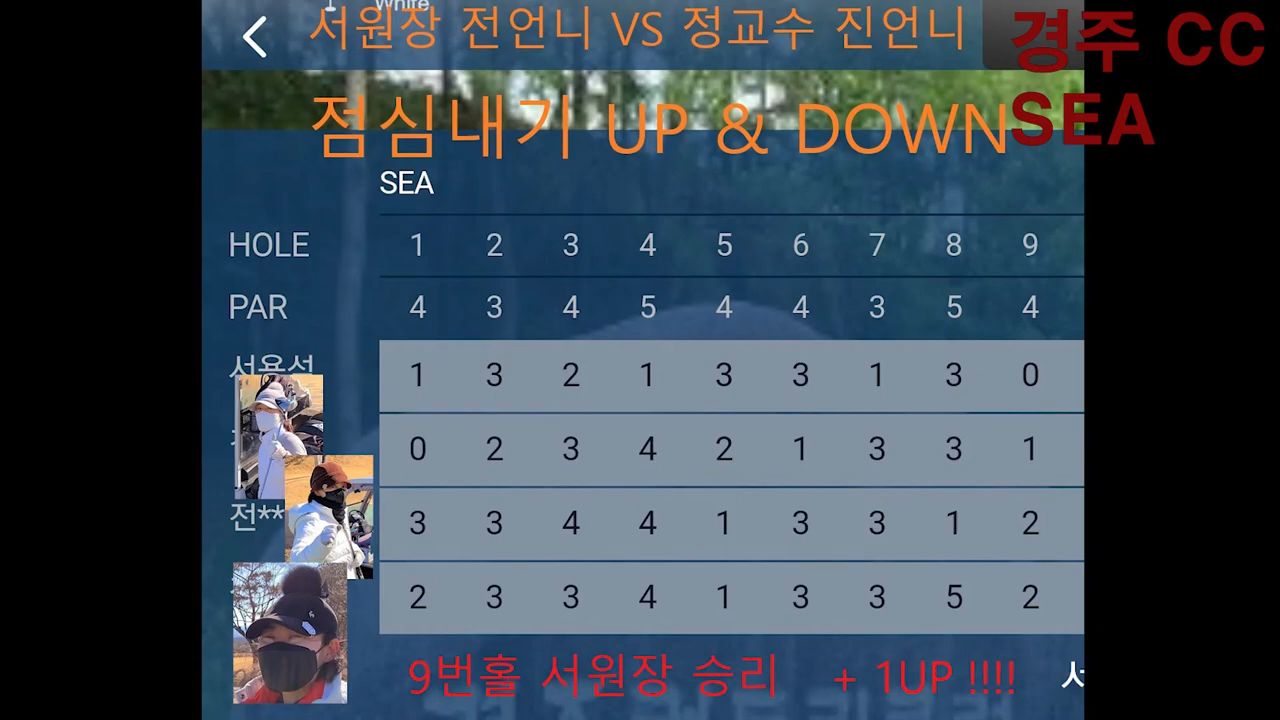 White
서원장 전언니 VS 정교수 진언니
경주 CC
SEA
점심내기 UP & DOWN
SEA
HOLE 1 2 3 4 5 6 7 8 9
PAR 4 3 4 5 4 4 3 5 4
1 3 2 1 3 3 1 3 0
0 2 3 4 2 1 3 3 1
전** 3 3 4 4 1 3 3 1 2
2 3 3 4 1 3 3 5 2
9번홀 서원장 승리 + 1UP !!!!